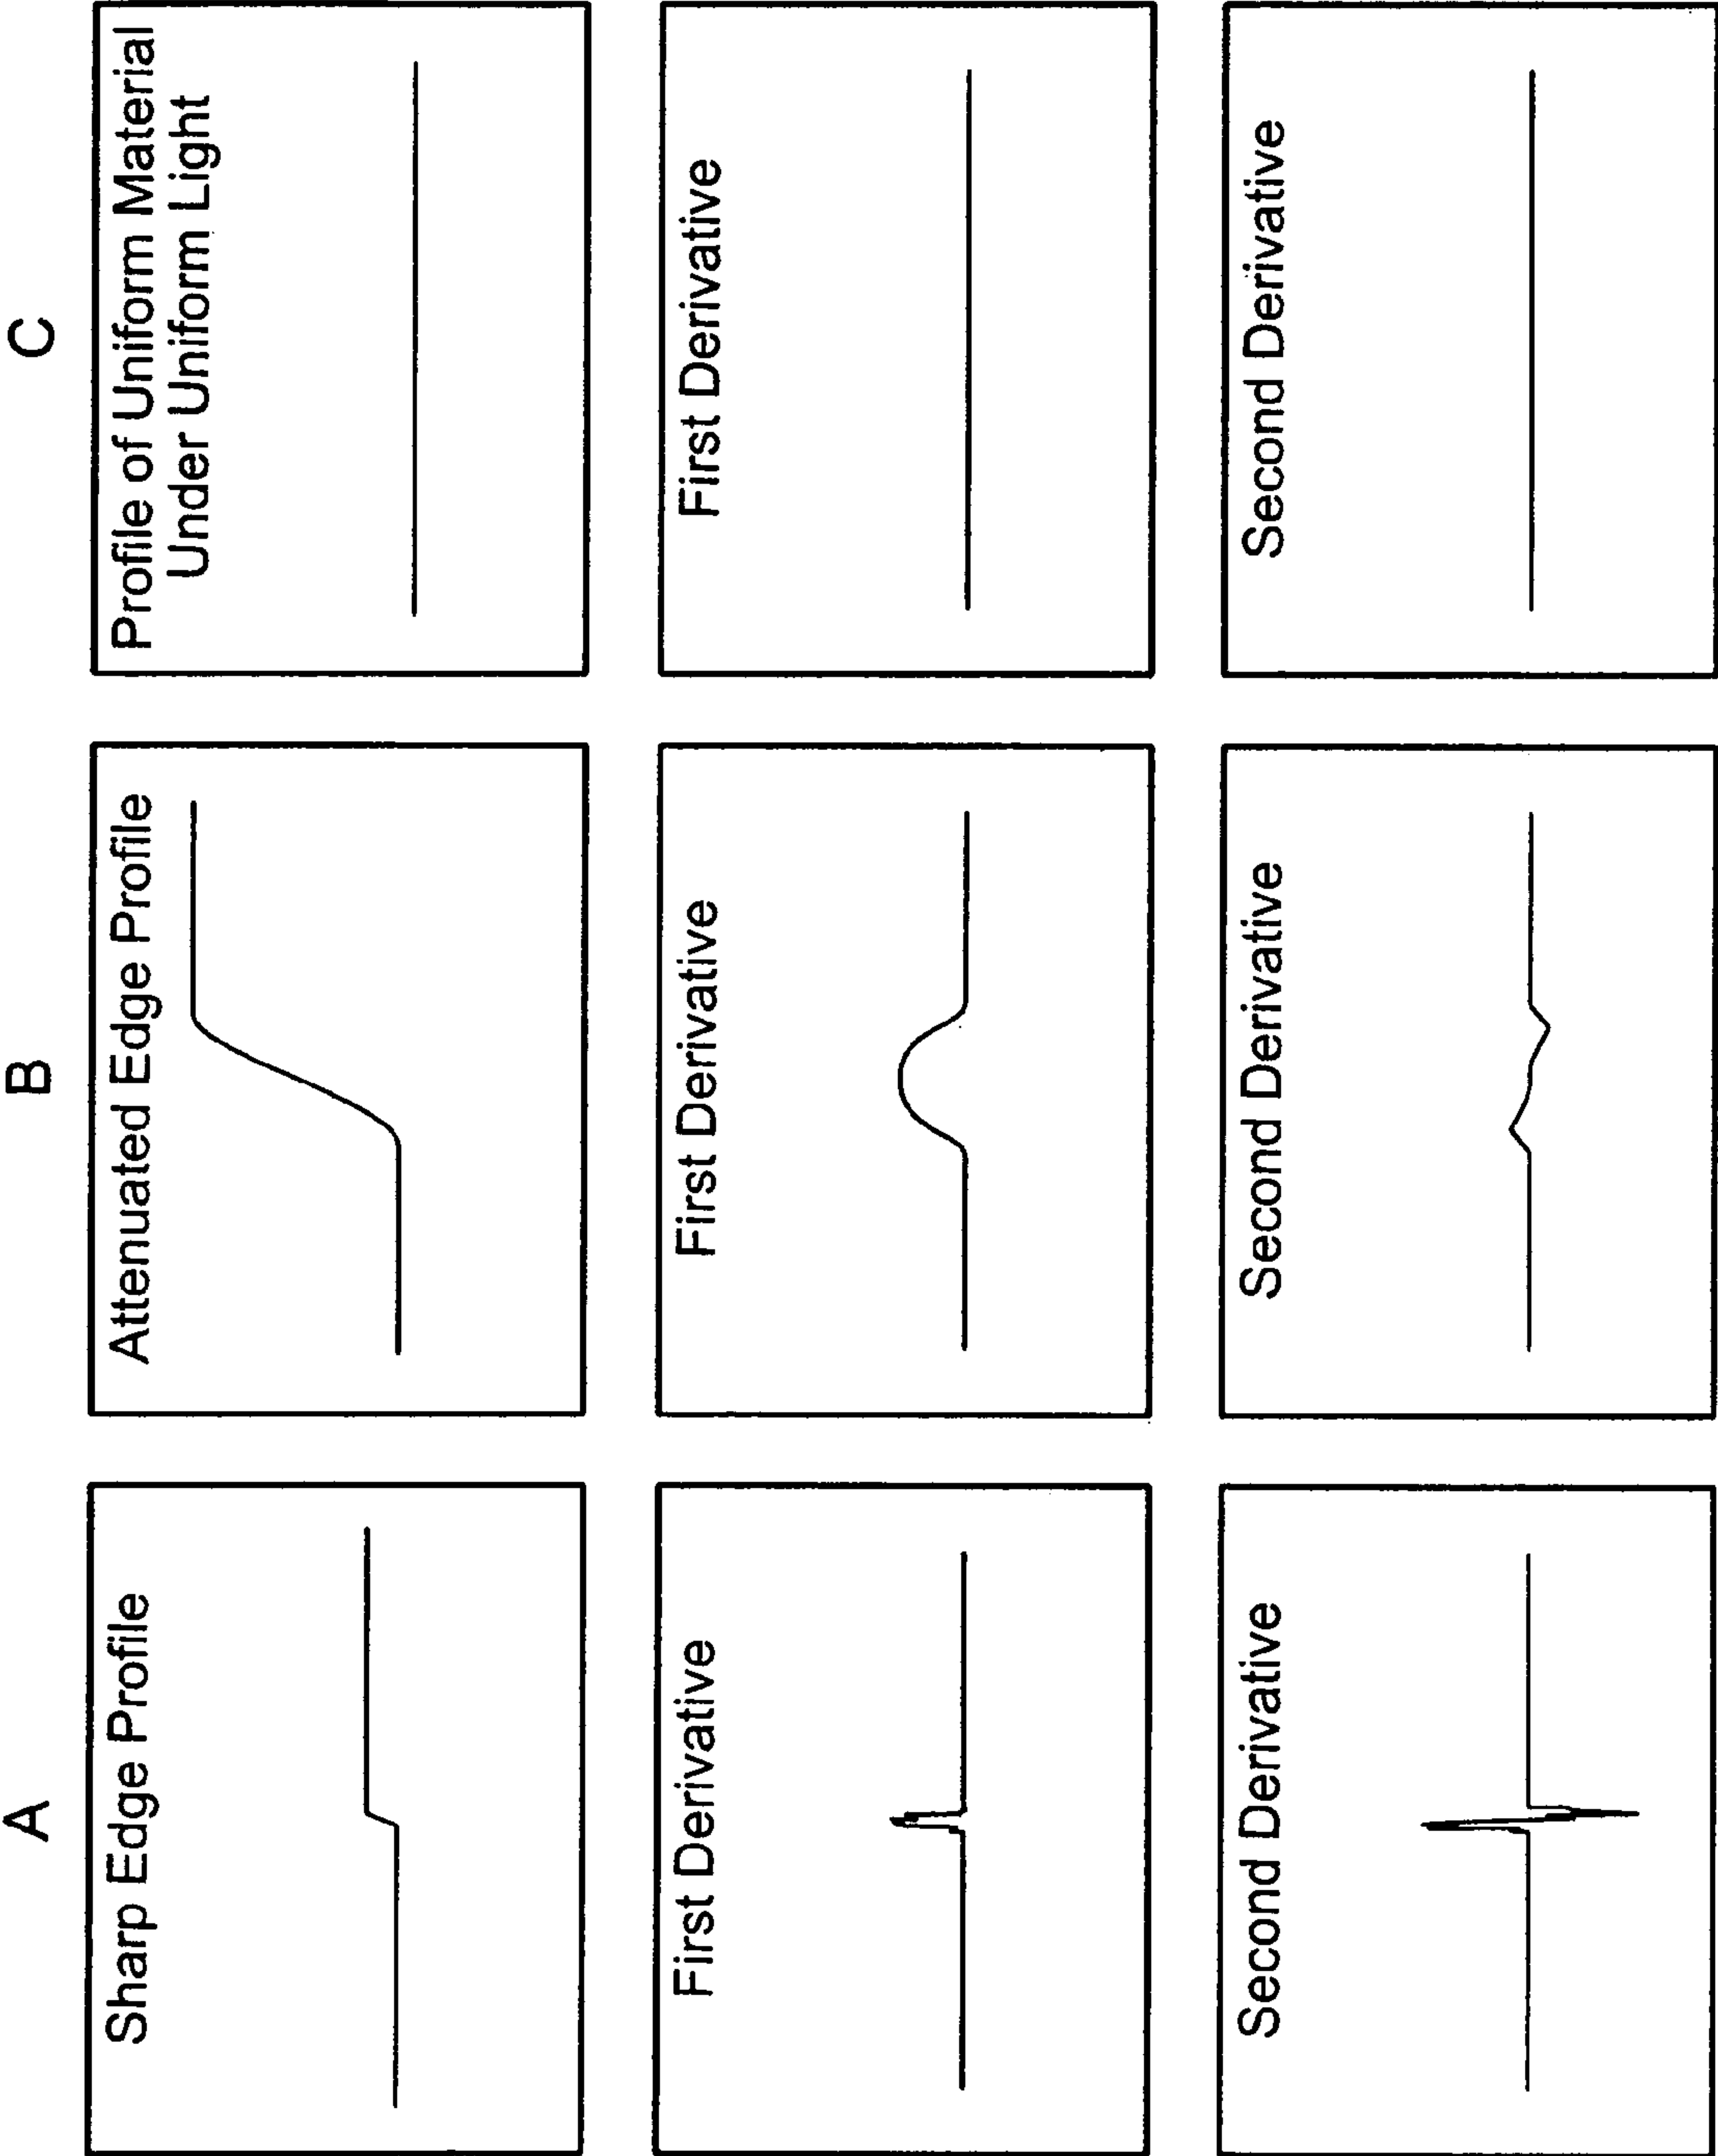 A
B
C
Sharp Edge Profile
Attenuated Edge Profile
Profile of Uniform Material
Under Uniform Light
First Derivative
First Derivative
First Derivative
Second Derivative
Second Derivative
Second Derivative